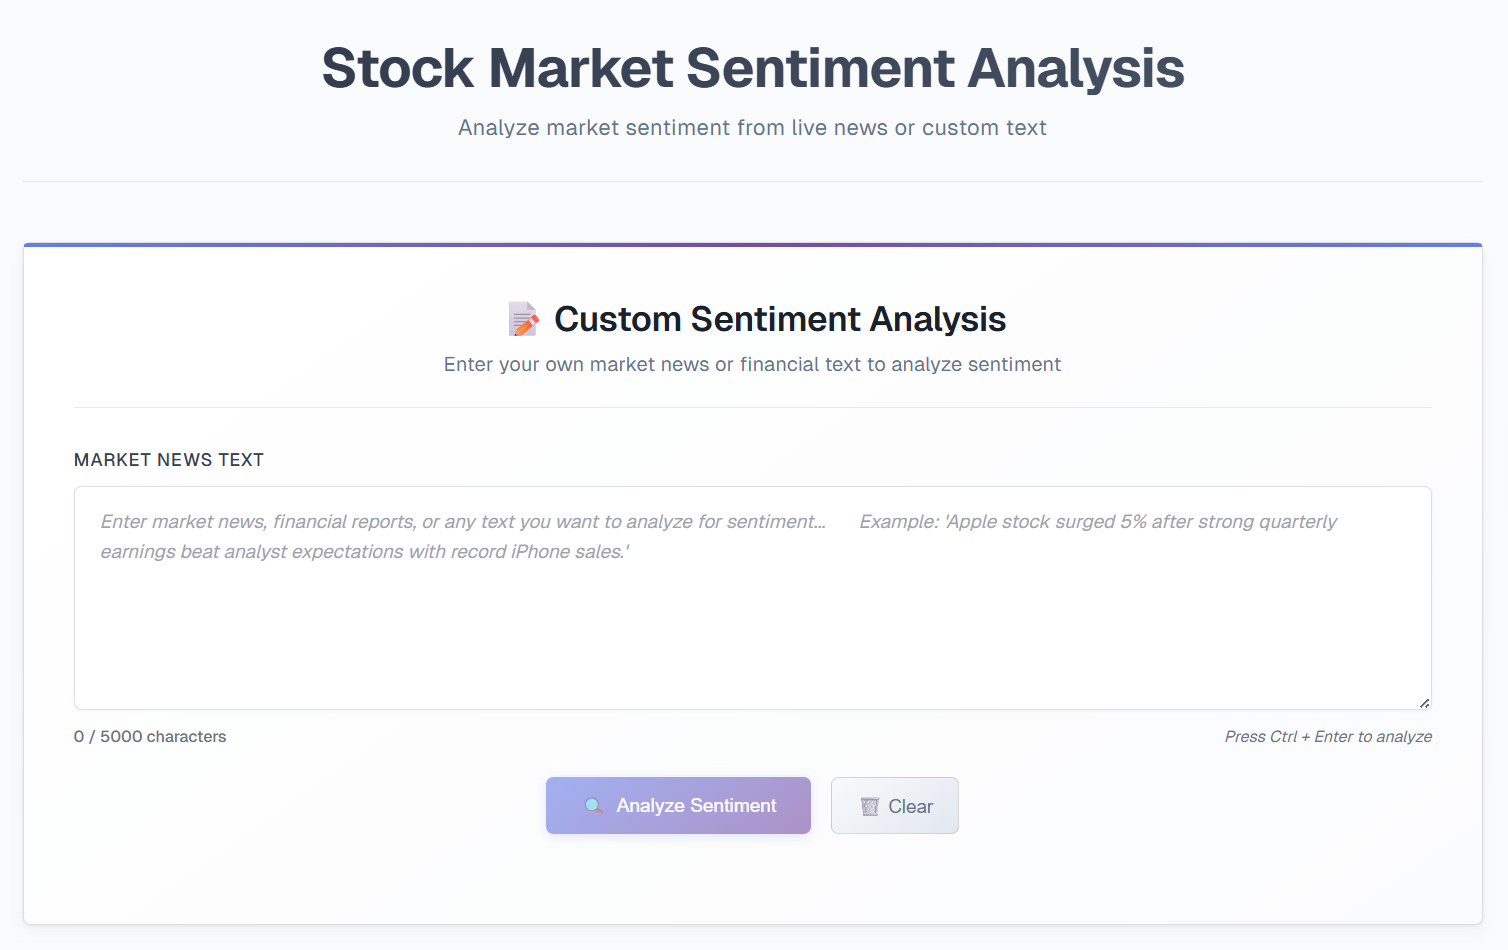 Stock Market Sentiment Analysis
Analyze market sentiment from live news or custom text
Custom Sentiment Analysis
Enter your own market news or financial text to analyze sentiment
MARKET NEWS TEXT
Enter market news, financial reports, or any text you want to analyze for sentiment... Example: 'Apple stock surged 5% after strong quarterly
earnings beat analyst expectations with record iPhone sales.'
0 / 5000 characters
Press Ctrl + Enter to analyze
Analyze Sentiment
Clear